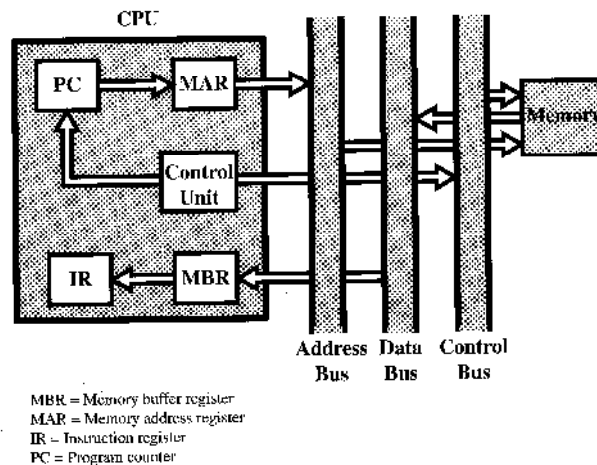 CPU
PC
MAR
Memory
Control
Unit
IR
MBR
Address
Bus
Data
Bus
Control
Bus
MBR = Memory buffer register
MAR = Memory address register
IR = Instruction register
PC = Program counter